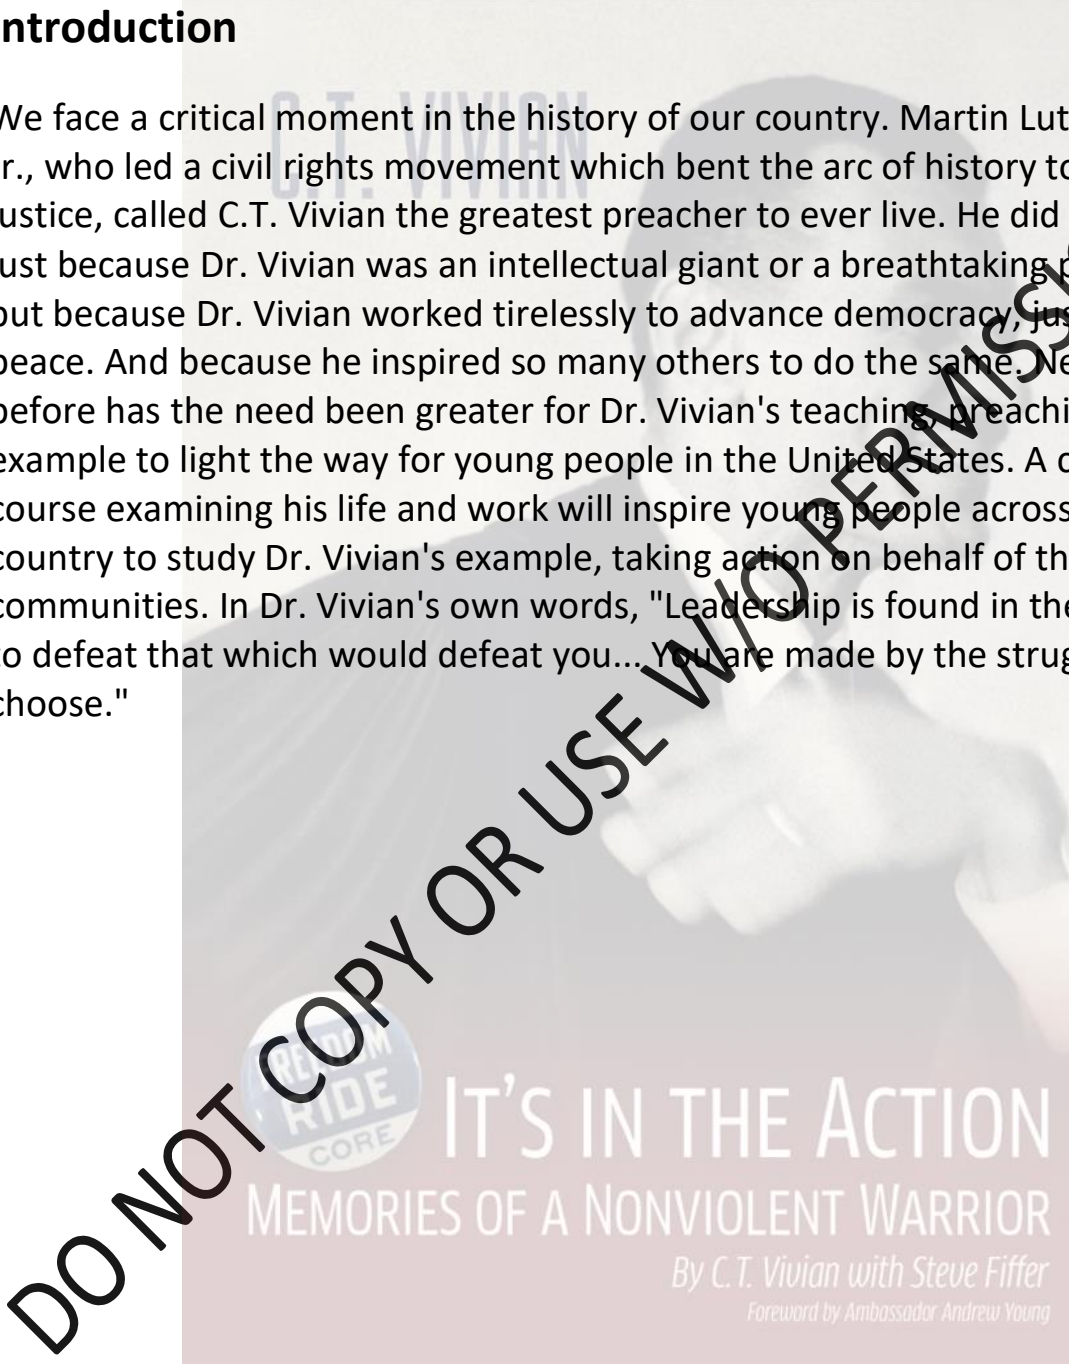 ntroduction
We face a critical moment in the history of our country. Martin Lut
r., who led a civil rights movement which bent the arc of history to
ustice, called C.T. Vivian the greatest preacher to ever live. He did
ust because Dr. Vivian was an intellectual giant or a breathtaking p
but because Dr. Vivian worked tirelessly to advance democracy, jus
peace. And because he inspired so many others to do the same. Ne
before has the need been greater for Dr. Vivian's teaching, preachi
example to light the way for young people in the United States. A c
course examining his life and work will inspire young people across
country to study Dr. Vivian's example, taking action on behalf of th
communities. In Dr. Vivian's own words, "Leadership is found in the
to defeat that which would defeat you... You are made by the strug
choose."
C.T. VIVIAN
DO NOT COPY OR USE W/O PERMISS
FREEDOM
RIDE
CORE
IT'S IN THE ACTION
MEMORIES OF A NONVIOLENT WARRIOR
By C.T. Vivian with Steve Fiffer
Foreword by Ambassador Andrew Young